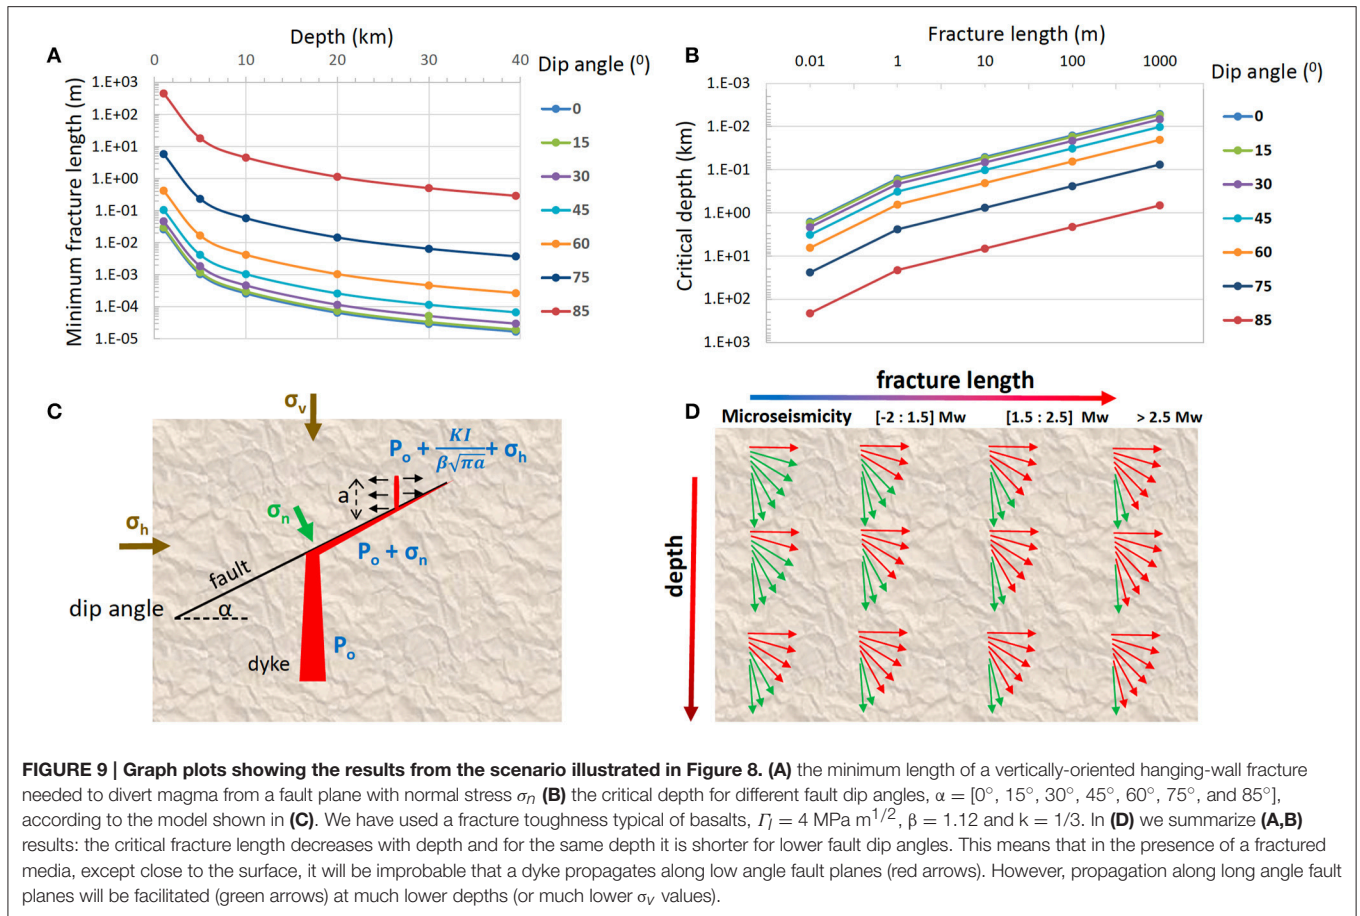 A
Depth (km)
0 10 20 30 40
Minimum fracture length (m)
1.E+03
1.E+02
1.E+01
1.E+00
1.E-01
1.E-02
1.E-03
1.E-04
1.E-05
Dip angle (⁰)
0
15
30
45
60
75
85
B
Fracture length (m)
0.01 1 10 100 1000
Critical depth (km)
1.E-03
1.E-02
1.E-01
1.E+00
1.E+01
1.E+02
1.E+03
Dip angle (⁰)
0
15
30
45
60
75
85
C
σv
Po + KI/β√πa + σh
a
σn
σh
Po + σn
fault
dip angle
α
Po
dyke
fracture length
D
Microseismicity [-2 : 1.5] Mw [1.5 : 2.5] Mw > 2.5 Mw
depth
FIGURE 9 | Graph plots showing the results from the scenario illustrated in Figure 8. (A) the minimum length of a vertically-oriented hanging-wall fracture
needed to divert magma from a fault plane with normal stress σn (B) the critical depth for different fault dip angles, α = [0°, 15°, 30°, 45°, 60°, 75°, and 85°],
according to the model shown in (C). We have used a fracture toughness typical of basalts, ΓI = 4 MPa m^1/2, β = 1.12 and k = 1/3. In (D) we summarize (A,B)
results: the critical fracture length decreases with depth and for the same depth it is shorter for lower fault dip angles. This means that in the presence of a fractured
media, except close to the surface, it will be improbable that a dyke propagates along low angle fault planes (red arrows). However, propagation along long angle fault
planes will be facilitated (green arrows) at much lower depths (or much lower σv values).